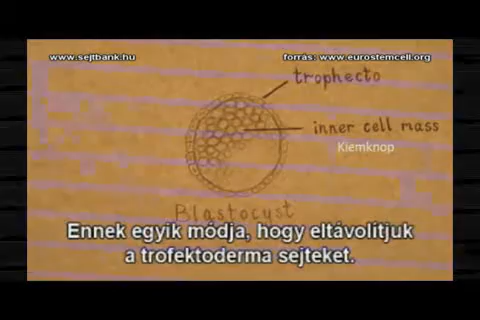 www.sejtbank.hu
forrás: www.eurostemcell.org
trophecto
inner cell mass
Kiemknop
Blastocyst
Ennek egyik módja, hogy eltávolítjuk
a trofektoderma sejteket.